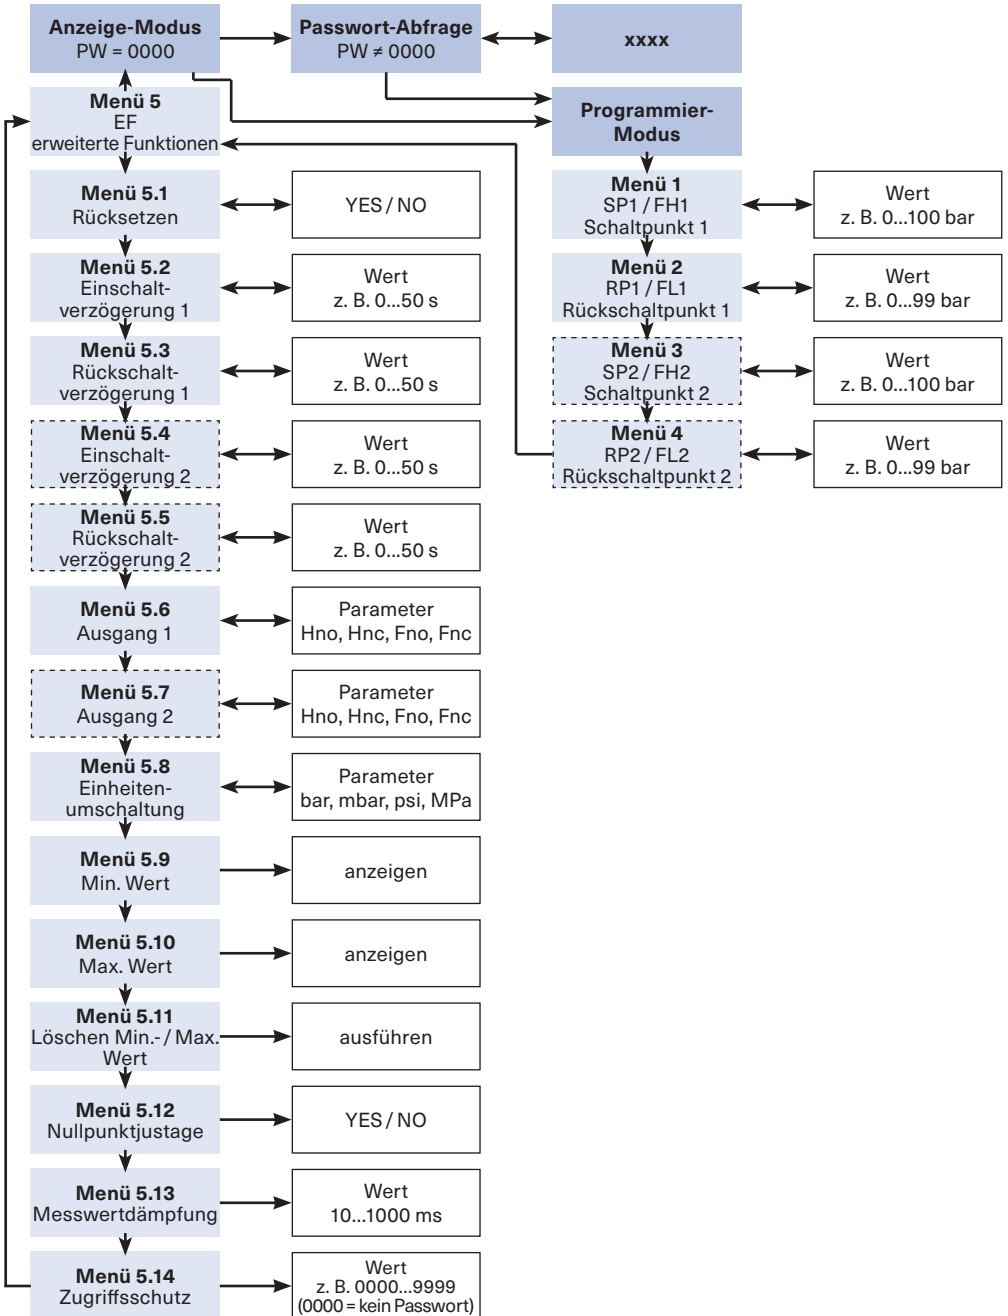 Anzeige-Modus
PW = 0000
Passwort-Abfrage
PW ≠ 0000
xxxx
Menü 5
EF
erweiterte Funktionen
Programmier-
Modus
Menü 5.1
Rücksetzen
YES / NO
Menü 1
SP1 / FH1
Schaltpunkt 1
Wert
z. B. 0...100 bar
Menü 5.2
Einschalt-
verzögerung 1
Wert
z. B. 0...50 s
Menü 2
RP1 / FL1
Rückschaltpunkt 1
Wert
z. B. 0...99 bar
Menü 5.3
Rückschalt-
verzögerung 1
Wert
z. B. 0...50 s
Menü 3
SP2 / FH2
Schaltpunkt 2
Wert
z. B. 0...100 bar
Menü 5.4
Einschalt-
verzögerung 2
Wert
z. B. 0...50 s
Menü 4
RP2 / FL2
Rückschaltpunkt 2
Wert
z. B. 0...99 bar
Menü 5.5
Rückschalt-
verzögerung 2
Wert
z. B. 0...50 s
Menü 5.6
Ausgang 1
Parameter
Hno, Hnc, Fno, Fnc
Menü 5.7
Ausgang 2
Parameter
Hno, Hnc, Fno, Fnc
Menü 5.8
Einheiten-
umschaltung
Parameter
bar, mbar, psi, MPa
Menü 5.9
Min. Wert
anzeigen
Menü 5.10
Max. Wert
anzeigen
Menü 5.11
Löschen Min.- / Max.
Wert
ausführen
Menü 5.12
Nullpunktjustage
YES / NO
Menü 5.13
Messwertdämpfung
Wert
10...1000 ms
Menü 5.14
Zugriffsschutz
Wert
z. B. 0000...9999
(0000 = kein Passwort)